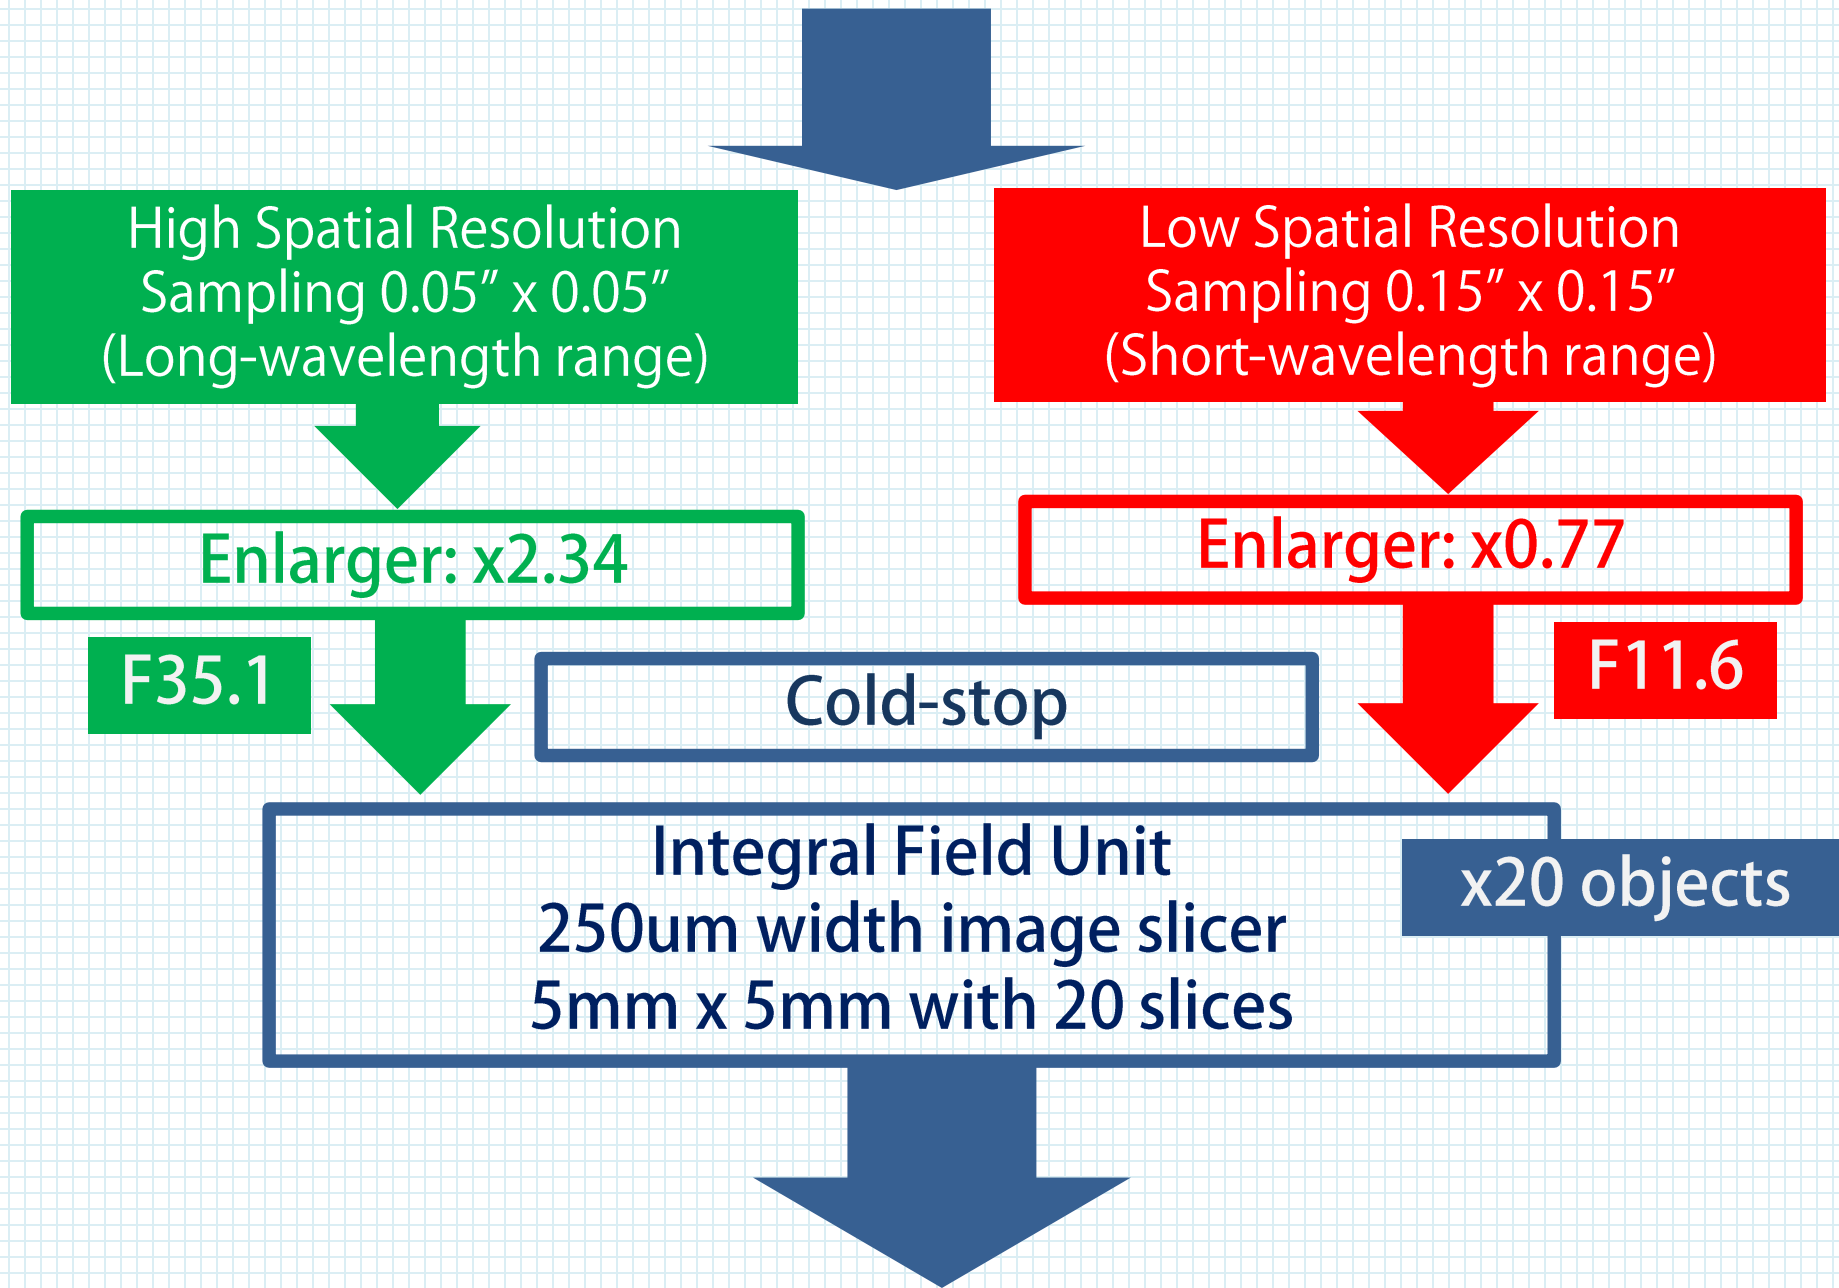 High Spatial Resolution
Sampling 0.05” x 0.05”
(Long-wavelength range)
Low Spatial Resolution
Sampling 0.15” x 0.15”
(Short-wavelength range)
Enlarger: x2.34
Enlarger: x0.77
F35.1
Cold-stop
F11.6
Integral Field Unit
250um width image slicer
5mm x 5mm with 20 slices
x20 objects